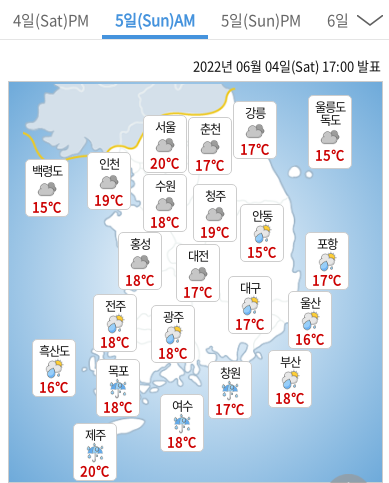 4일(Sat)PM 5일(Sun)AM 5일(Sun)PM 6일
2022년 06월 04일(Sat) 17:00 발표
서울
20℃
춘천
17℃
강릉
17℃
울릉도
독도
15℃
백령도
15℃
인천
19℃
수원
18℃
청주
19℃
안동
15℃
홍성
18℃
대전
17℃
포항
17℃
전주
18℃
광주
18℃
대구
17℃
울산
16℃
흑산도
16℃
목포
18℃
창원
17℃
부산
18℃
여수
18℃
제주
20℃